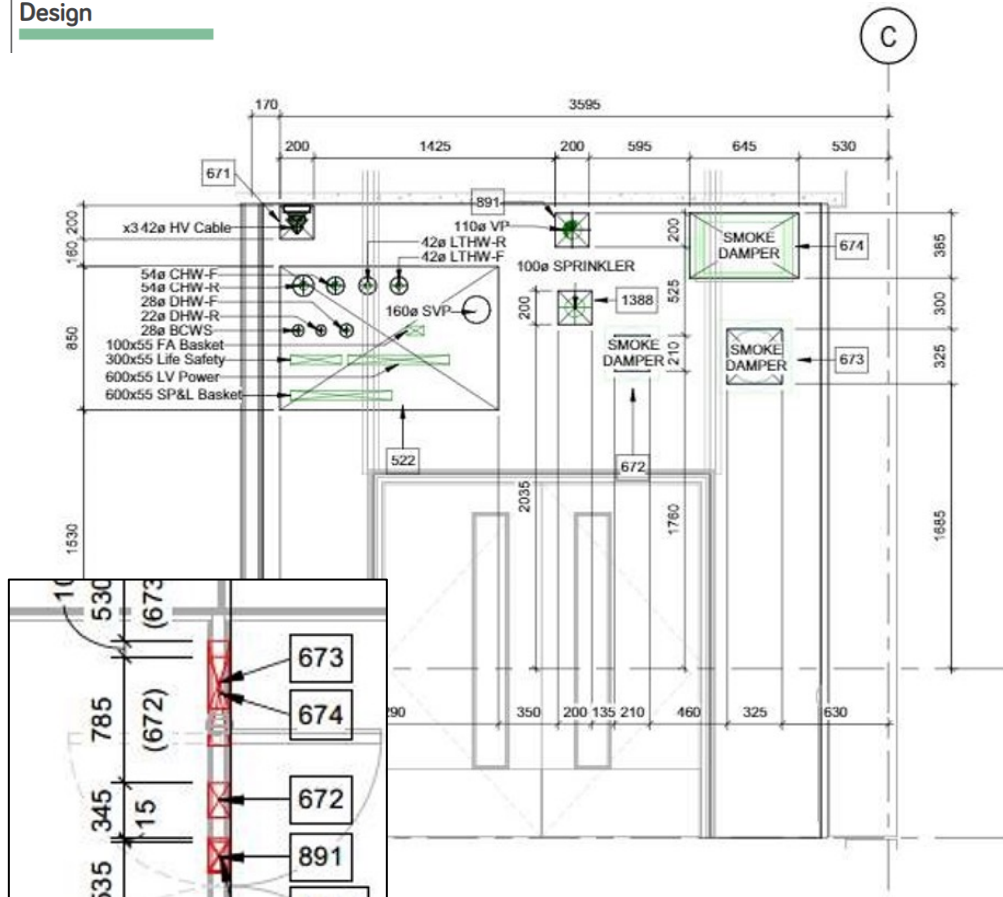 Design
C
170
3595
200
1425
200
595
645
530
671
891
200
x3 42ø HV Cable
110ø VP
200
SMOKE
DAMPER
674
385
160
42ø LTHW-R
42ø LTHW-F
100ø SPRINKLER
54ø CHW-F
54ø CHW-R
28ø DHW-F
22ø DHW-R
28ø BCWS
160ø SVP
200
1388
525
300
850
100x55 FA Basket
300x55 Life Safety
600x55 LV Power
600x55 SP&L Basket
SMOKE
DAMPER
210
SMOKE
DAMPER
673
325
522
672
2035
1760
1685
1530
530
(673
673
674
785
(672)
290
350
200
135
210
460
325
630
345
15
672
891